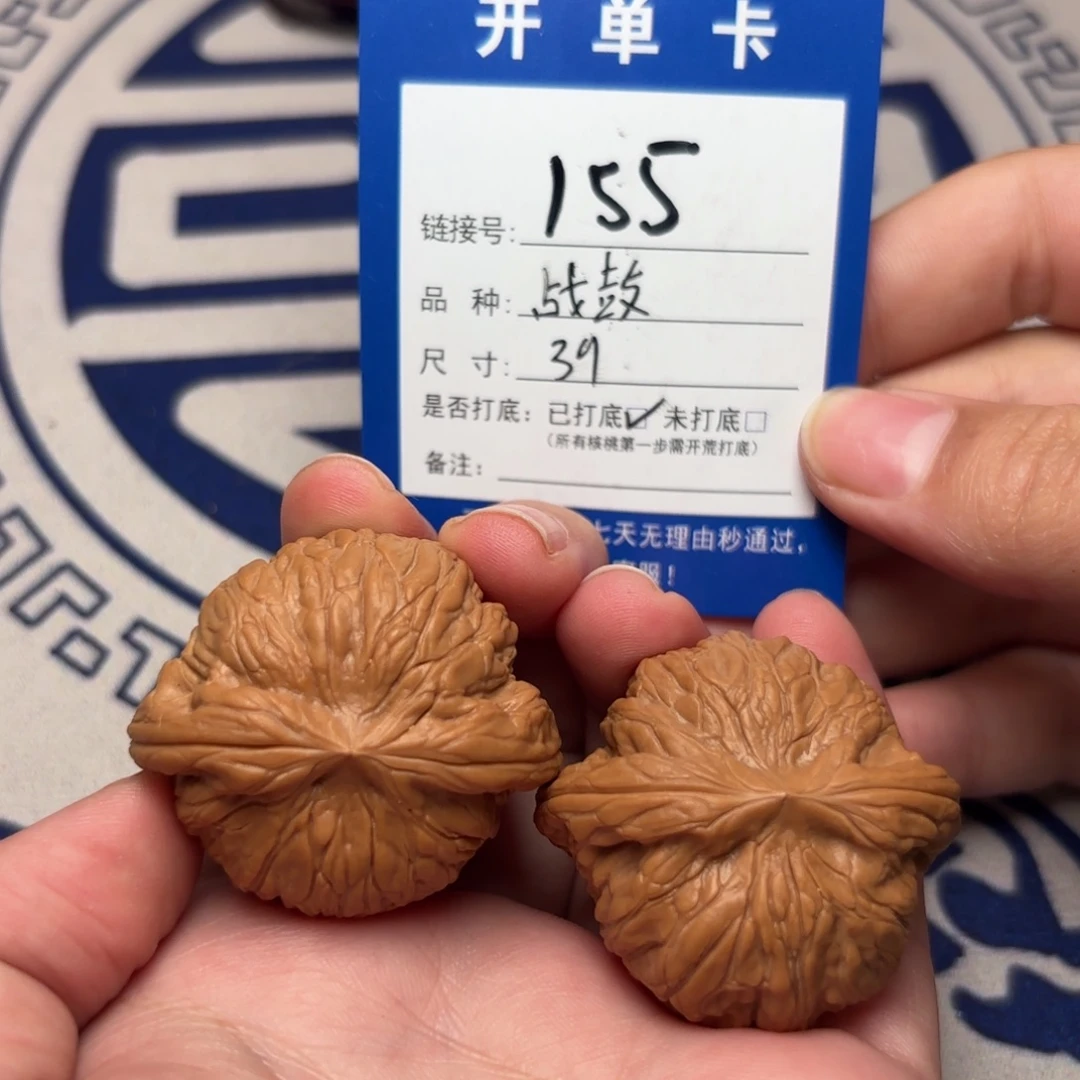 开单卡
链接号: 155
品 种: 战鼓
尺 寸: 39
是否打底: 已打底☑ 未打底☐
(所有核桃第一步需开荒打底)
备注:
七天无理由秒通过,
!